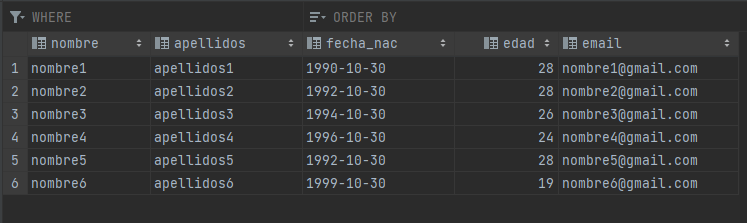 WHERE ORDER BY
nombre apellidos fecha_nac edad email
1 nombre1 apellidos1 1990-10-30 28 nombre1@gmail.com
2 nombre2 apellidos2 1992-10-30 28 nombre2@gmail.com
3 nombre3 apellidos3 1994-10-30 26 nombre3@gmail.com
4 nombre4 apellidos4 1996-10-30 24 nombre4@gmail.com
5 nombre5 apellidos5 1992-10-30 28 nombre5@gmail.com
6 nombre6 apellidos6 1999-10-30 19 nombre6@gmail.com